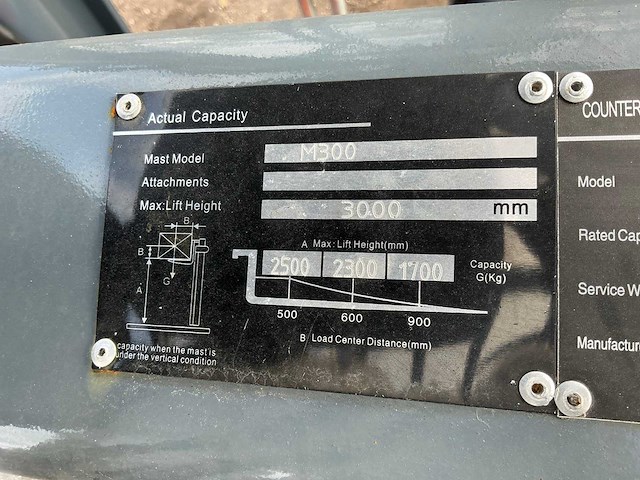 Actual Capacity
Mast Model M300
Attachments
Max:Lift Height 3000 mm
B
B
G
A
A Max:Lift Height(mm)
2500 2300 1700 Capacity G(Kg)
500 600 900
B Load Center Distance(mm)
capacity when the mast is
under the vertical condition
COUNTER
Model
Rated Cap
Service W
Manufacture